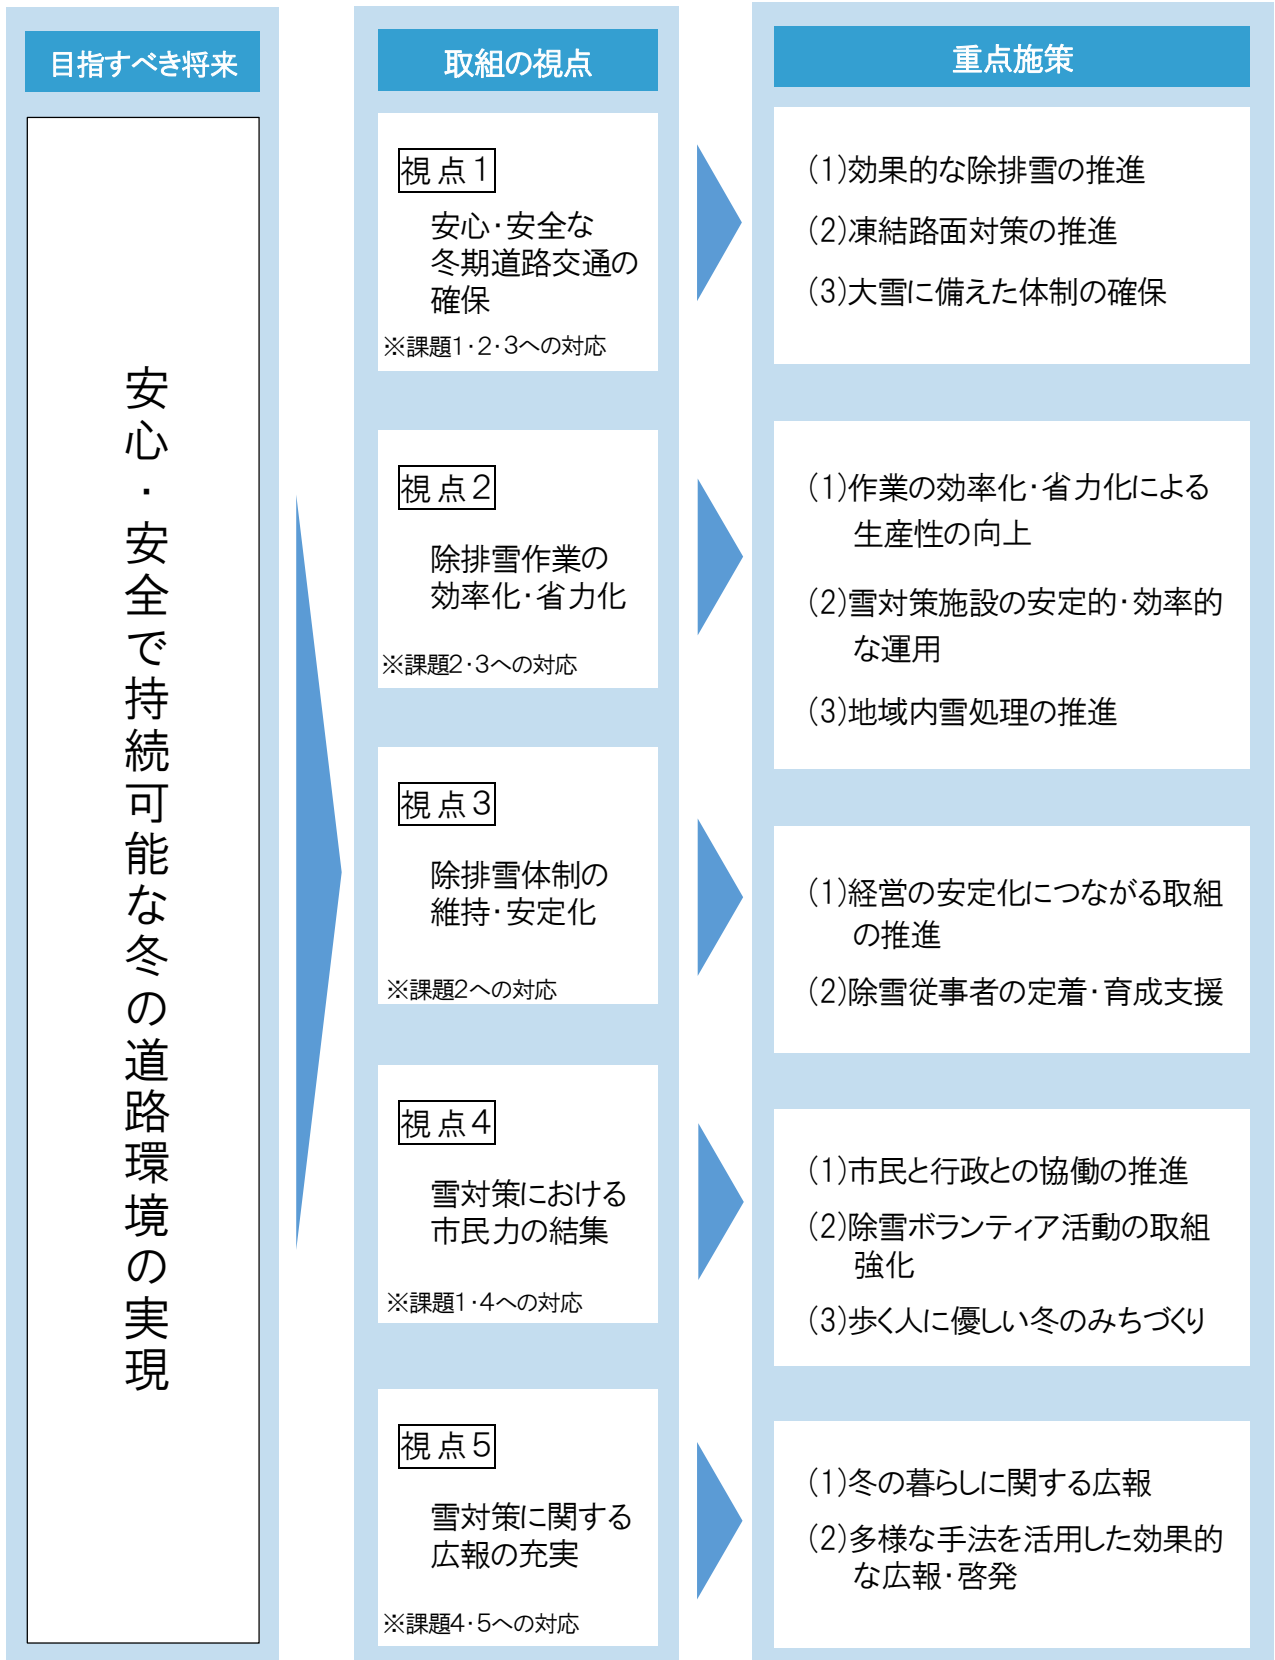 目指すべき将来
安心・安全で持続可能な冬の道路環境の実現
取組の視点
視点1
安心・安全な
冬期道路交通の
確保
※課題1・2・3への対応
視点2
除排雪作業の
効率化・省力化
※課題2・3への対応
視点3
除排雪体制の
維持・安定化
※課題2への対応
視点4
雪対策における
市民力の結集
※課題1・4への対応
視点5
雪対策に関する
広報の充実
※課題4・5への対応
重点施策
(1)効果的な除排雪の推進
(2)凍結路面対策の推進
(3)大雪に備えた体制の確保
(1)作業の効率化・省力化による
生産性の向上
(2)雪対策施設の安定的・効率的
な運用
(3)地域内雪処理の推進
(1)経営の安定化につながる取組
の推進
(2)除雪従事者の定着・育成支援
(1)市民と行政との協働の推進
(2)除雪ボランティア活動の取組
強化
(3)歩く人に優しい冬のみちづくり
(1)冬の暮らしに関する広報
(2)多様な手法を活用した効果的
な広報・啓発